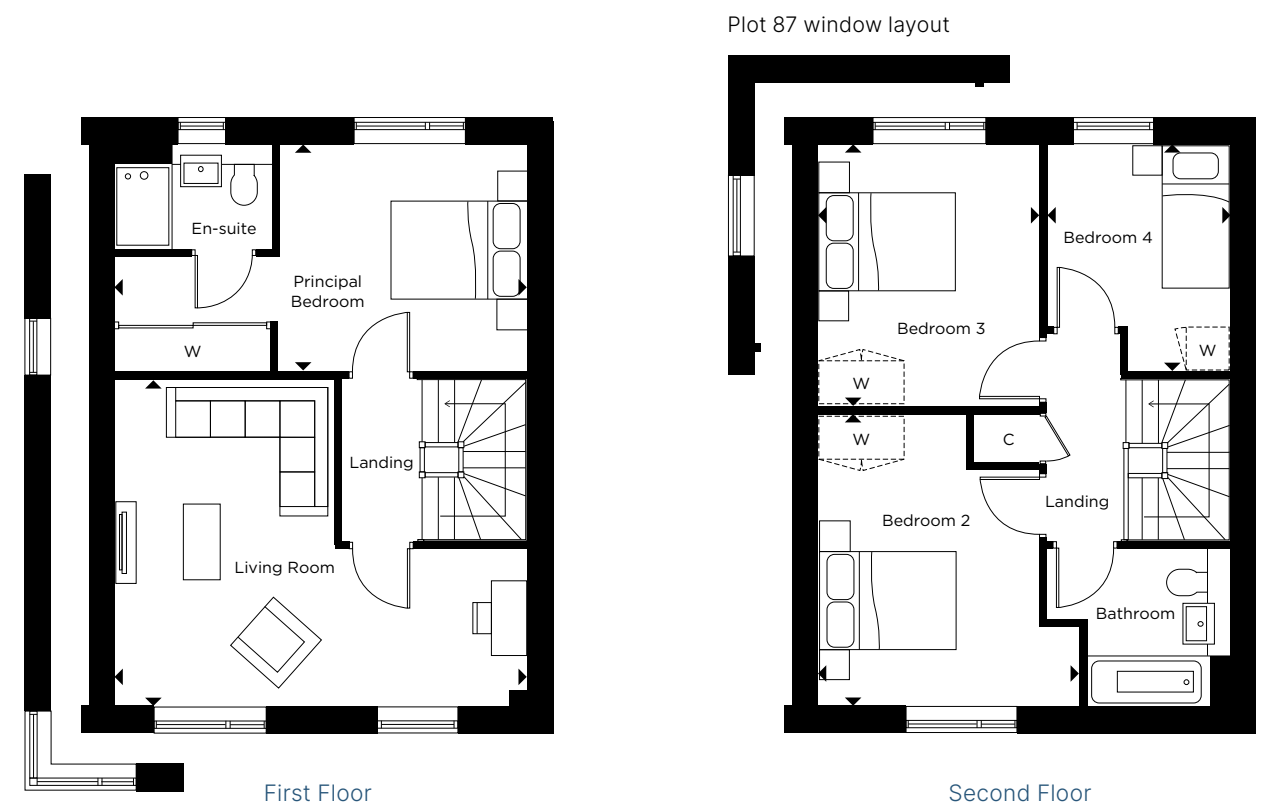 Plot 87 window layout
En-suite
Principal
Bedroom
W
Landing
Living Room
First Floor
Bedroom 4
Bedroom 3
W
W
W
C
Landing
Bedroom 2
Bathroom
Second Floor